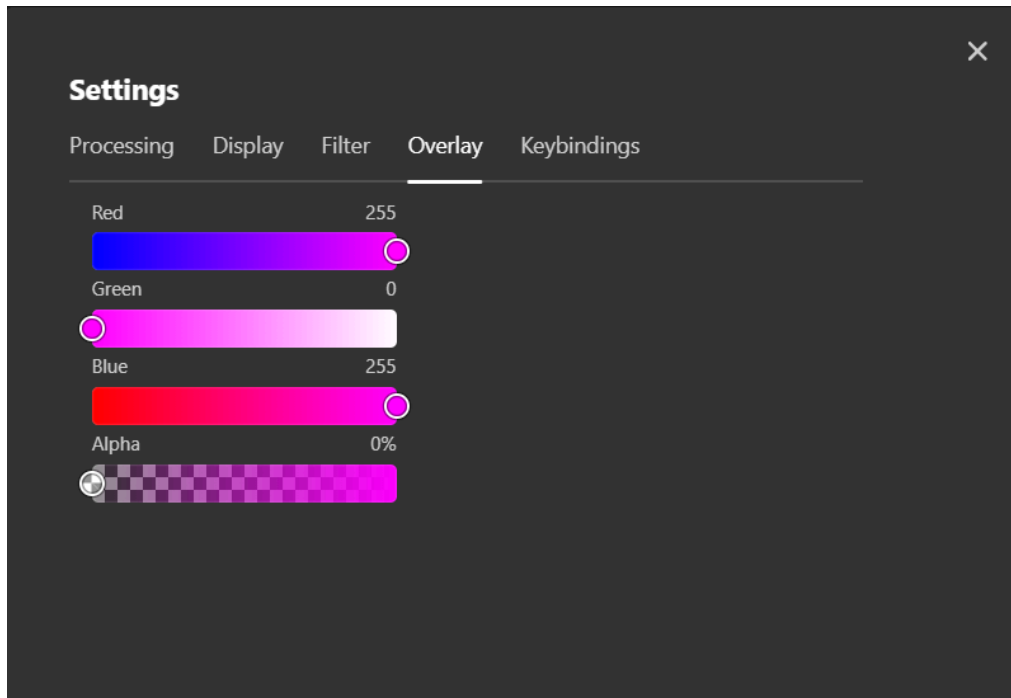 Settings
Processing Display Filter Overlay Keybindings
Red 255
Green 0
Blue 255
Alpha 0%